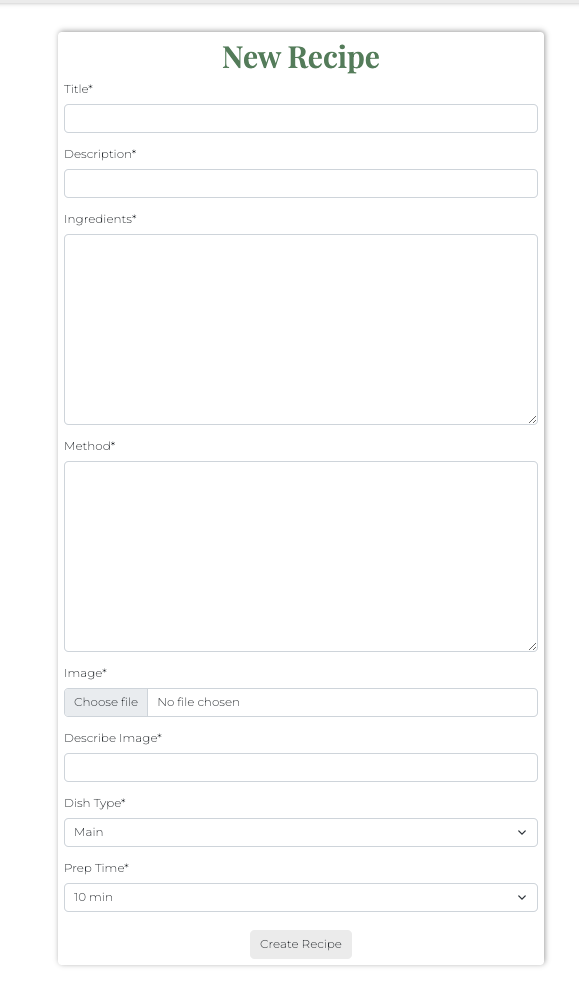 New Recipe
Title*
Description*
Ingredients*
Method*
Image*
Choose file No file chosen
Describe Image*
Dish Type*
Main
Prep Time*
10 min
Create Recipe